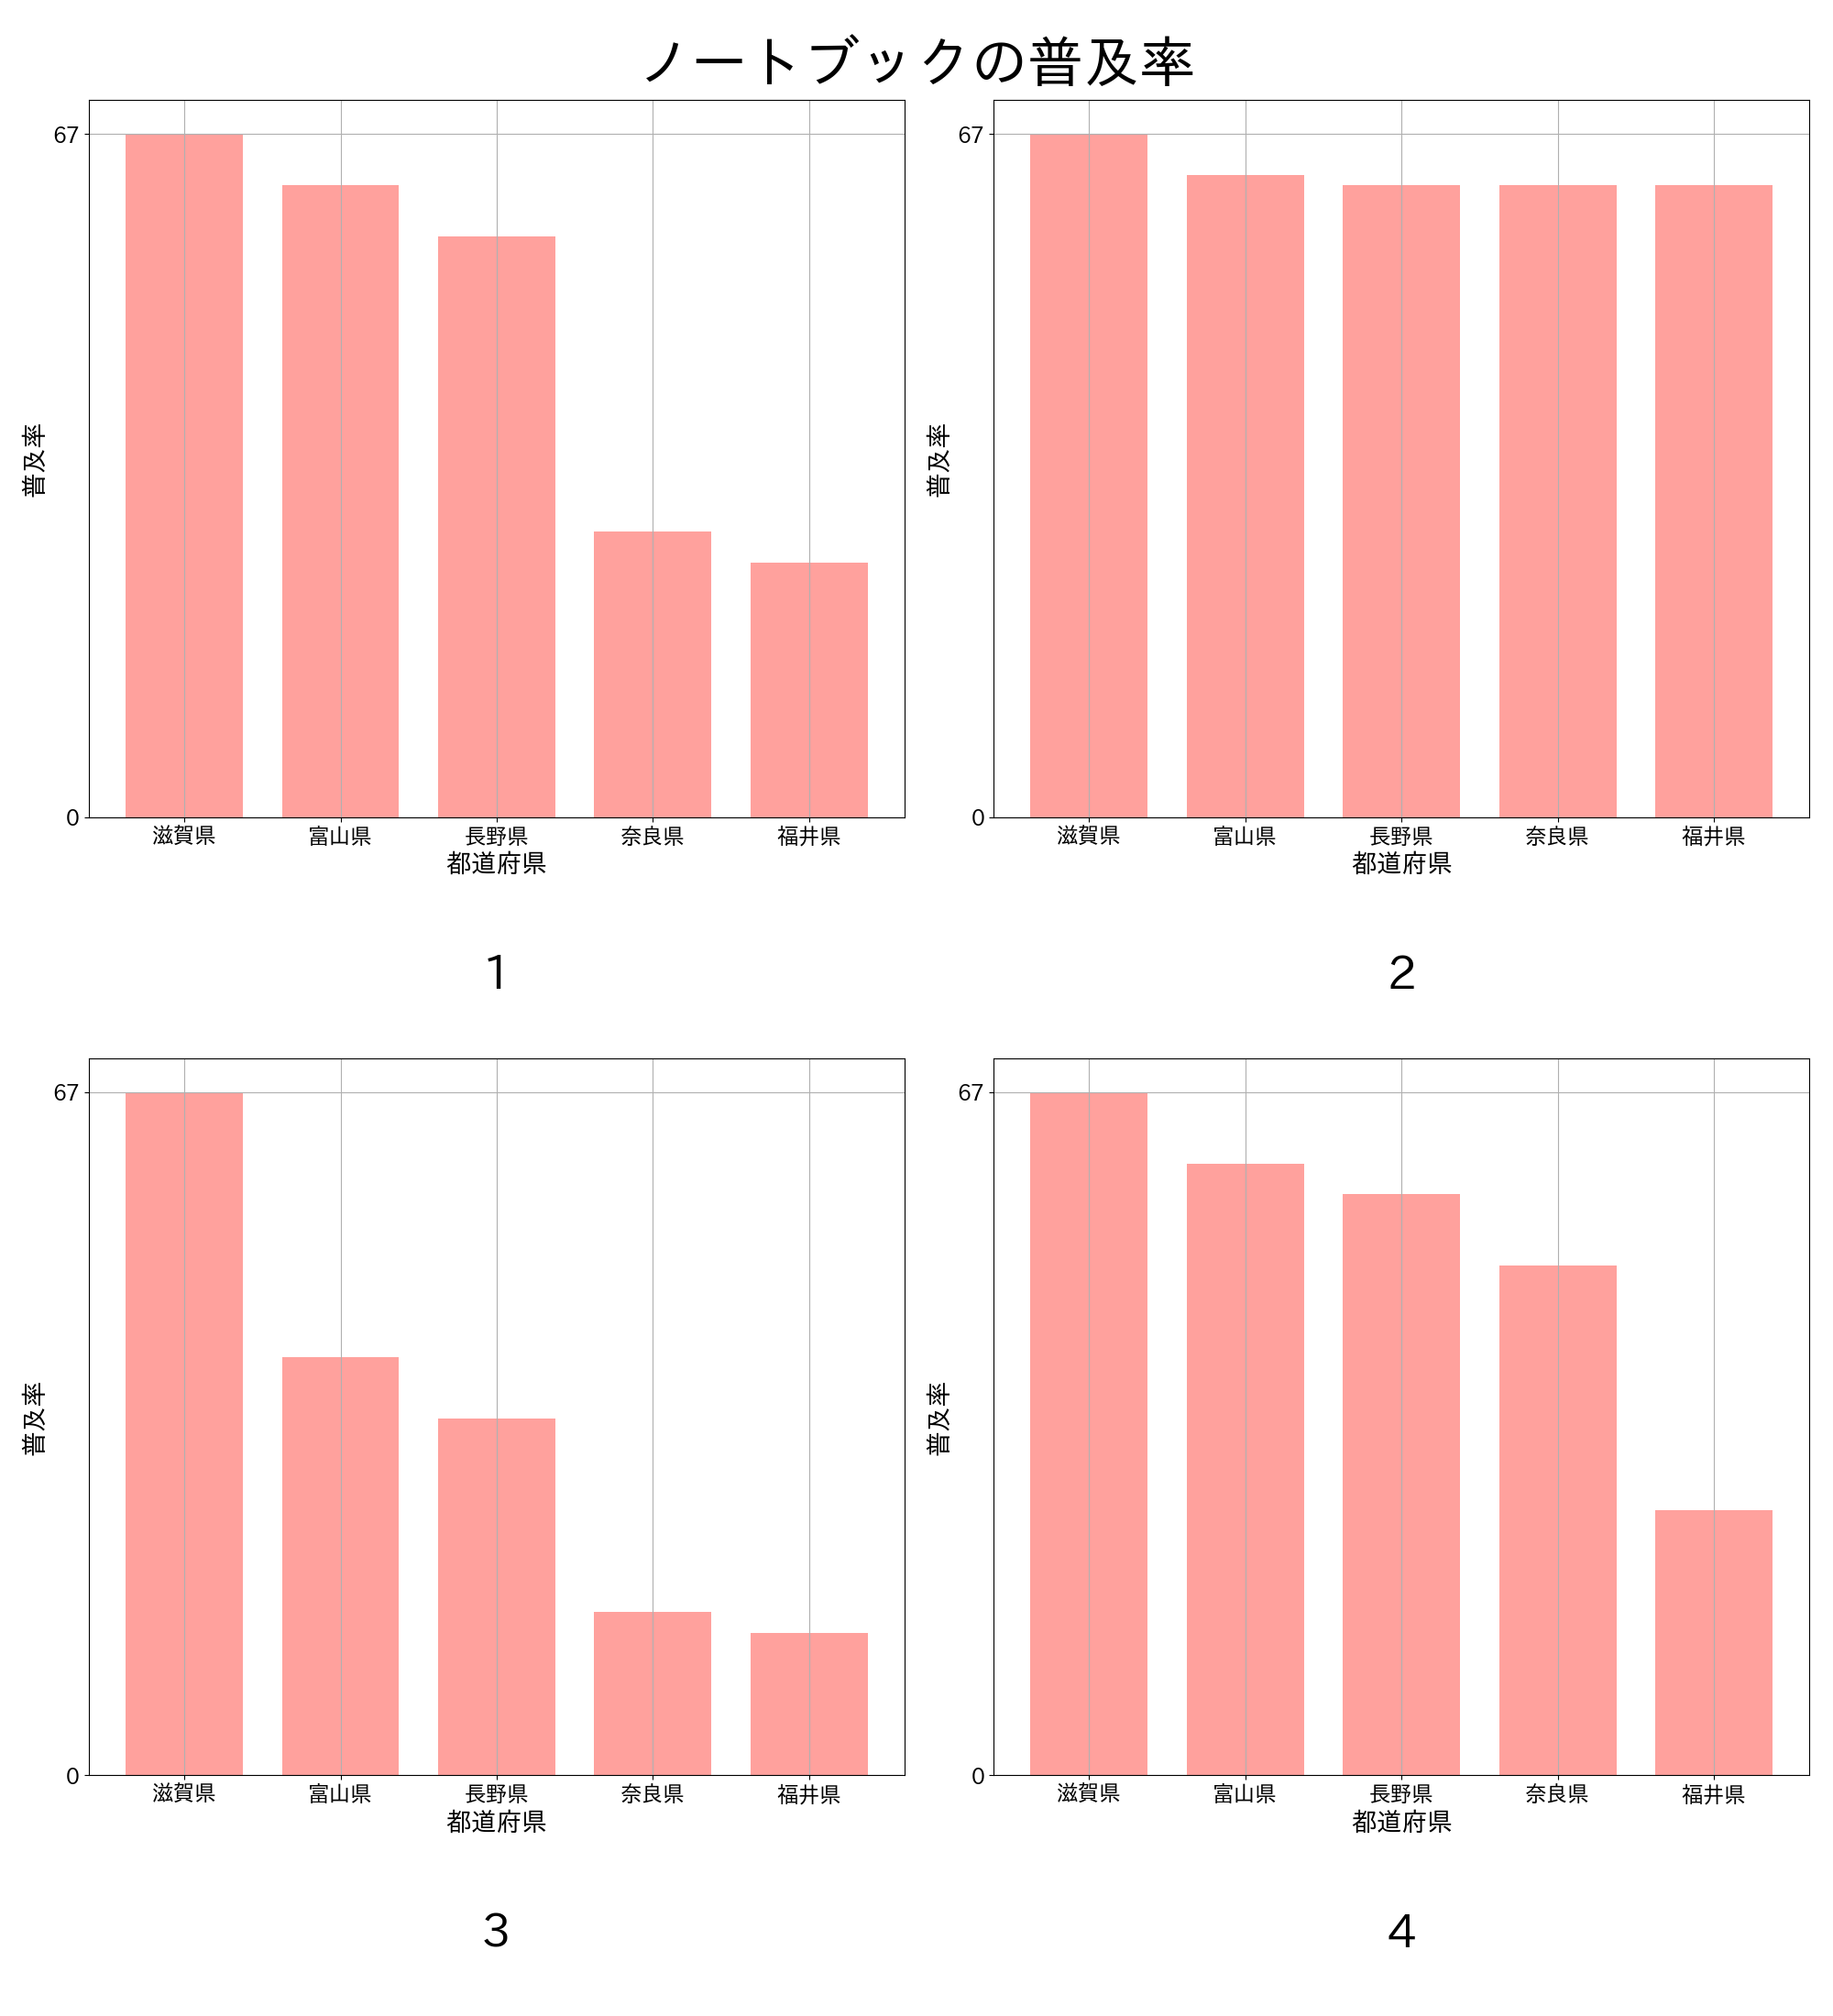 ノートブックの普及率
67
0
普及率
滋賀県 富山県 長野県 奈良県 福井県
都道府県
1
67
0
普及率
滋賀県 富山県 長野県 奈良県 福井県
都道府県
2
67
0
普及率
滋賀県 富山県 長野県 奈良県 福井県
都道府県
3
67
0
普及率
滋賀県 富山県 長野県 奈良県 福井県
都道府県
4